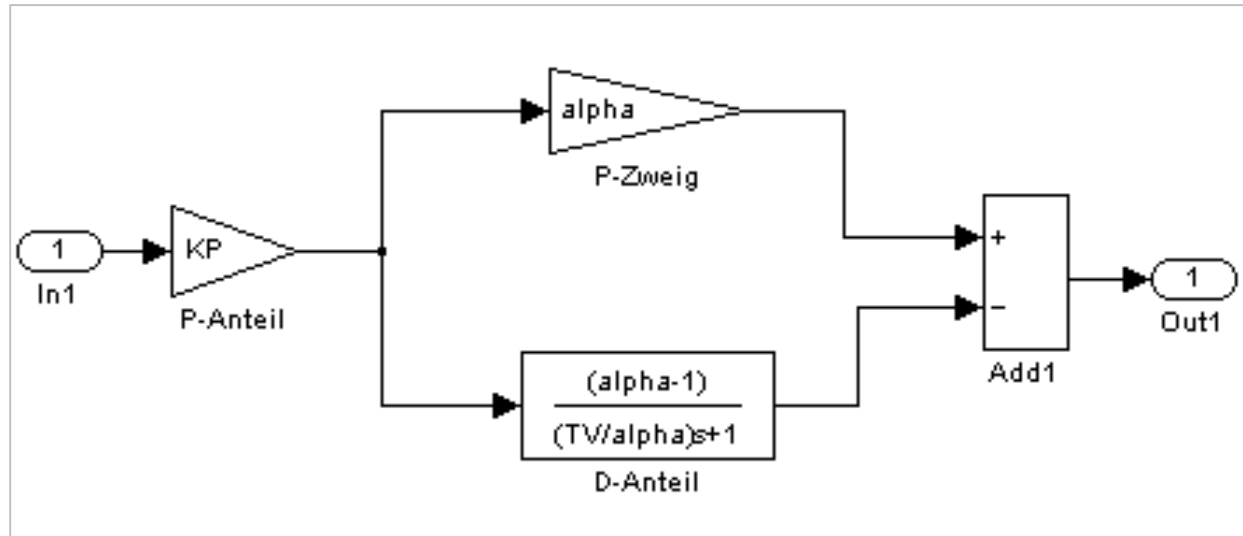 alpha
P-Zweig
1
In1
KP
P-Anteil
(alpha-1)
(TV/alpha)s+1
D-Anteil
+
−
Add1
1
Out1